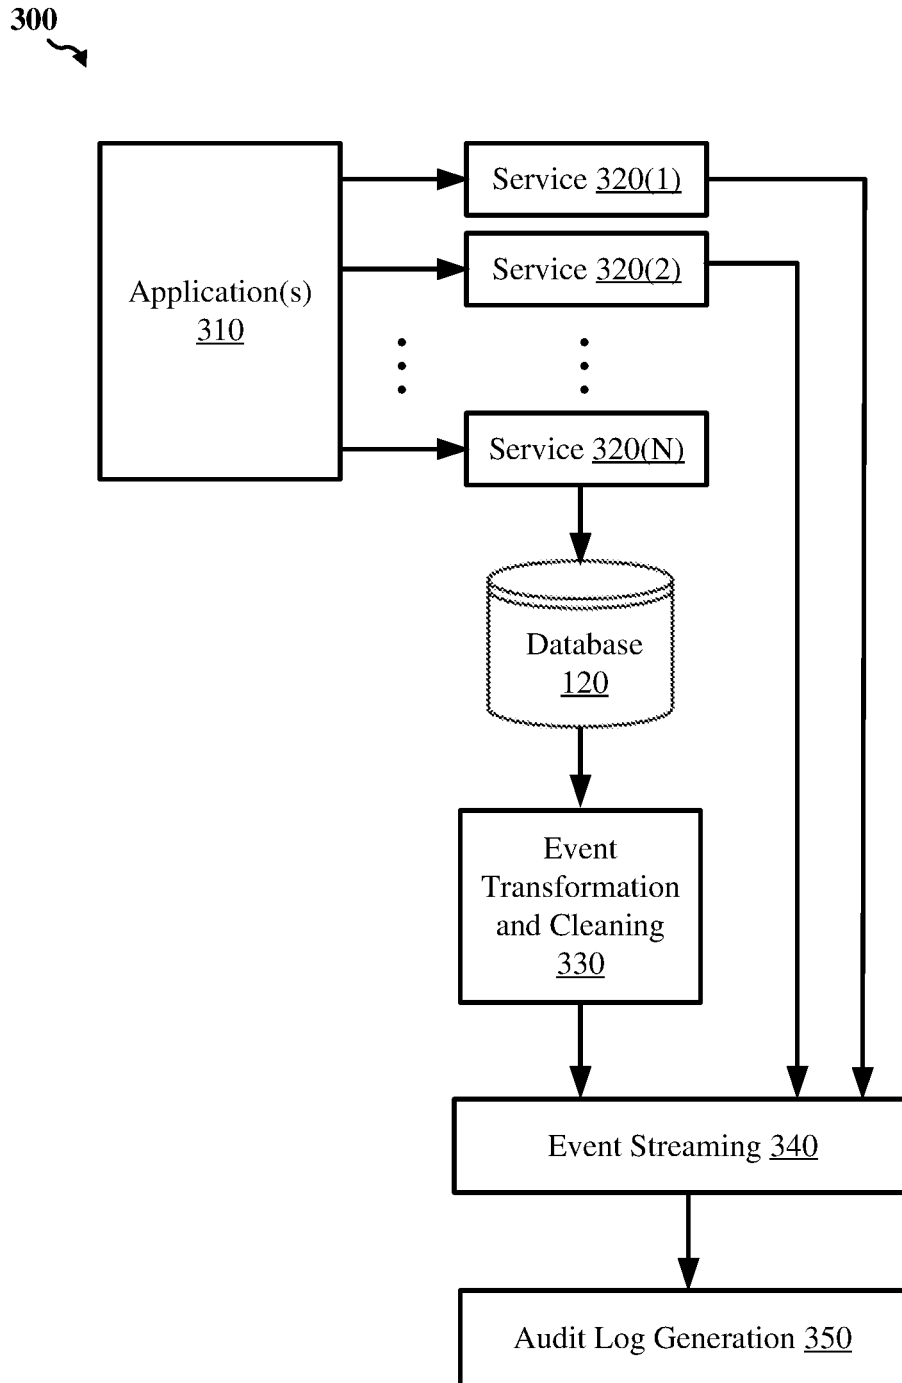 300
Application(s)
310
Service 320(1)
Service 320(2)
Service 320(N)
Database
120
Event
Transformation
and Cleaning
330
Event Streaming 340
Audit Log Generation 350